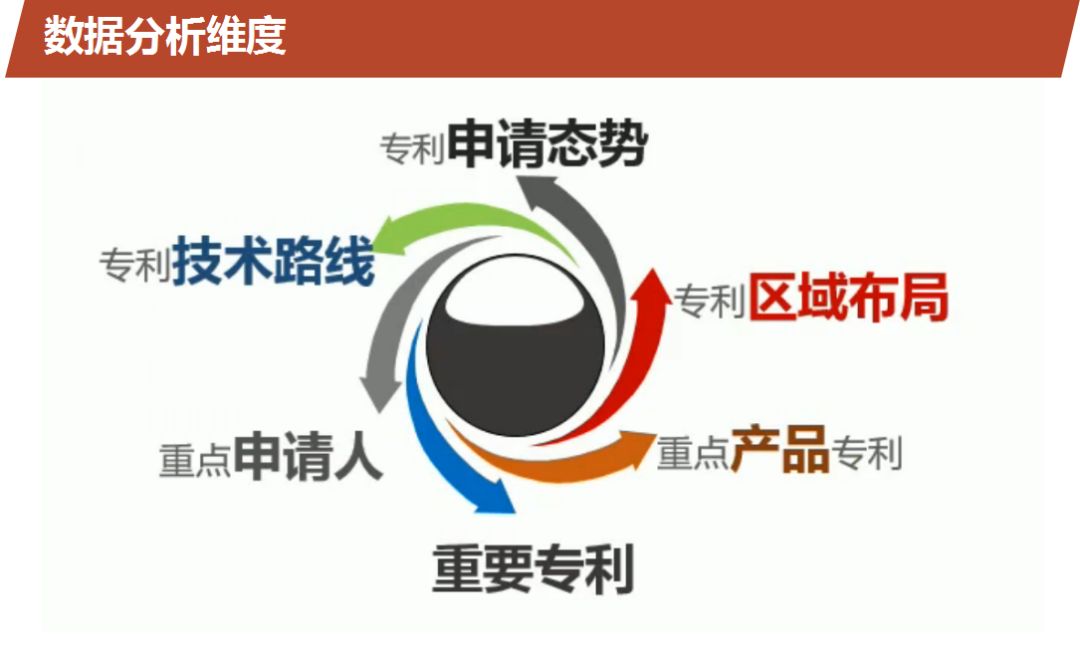 数据分析维度
专利申请态势
专利技术路线
专利区域布局
重点申请人
重点产品专利
重要专利